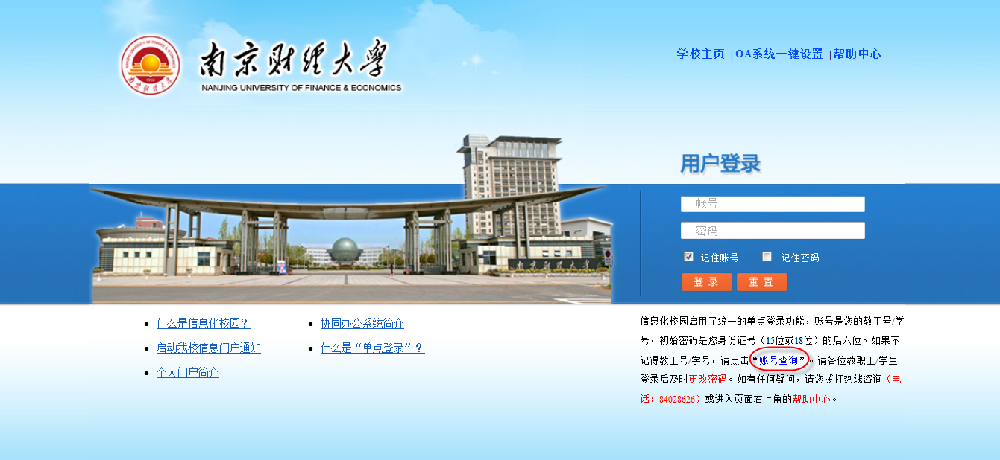 南京财经大学
NANJING UNIVERSITY OF FINANCE & ECONOMICS
学校主页 |OA系统一键设置 |帮助中心
用户登录
帐号
密码
记住账号 记住密码
登 录 重 置
南京财经大学
什么是信息化校园？
协同办公系统简介
启动我校信息门户通知
什么是“单点登录”？
个人门户简介
信息化校园启用了统一的单点登录功能，账号是您的教工号/学
号，初始密码是您身份证号（15位或18位）的后六位。如果不
记得教工号/学号，请点击“账号查询”。请各位教职工/学生
登录后及时更改密码。如有任何疑问，请您拨打热线咨询（电
话：84028626）或进入页面右上角的帮助中心。